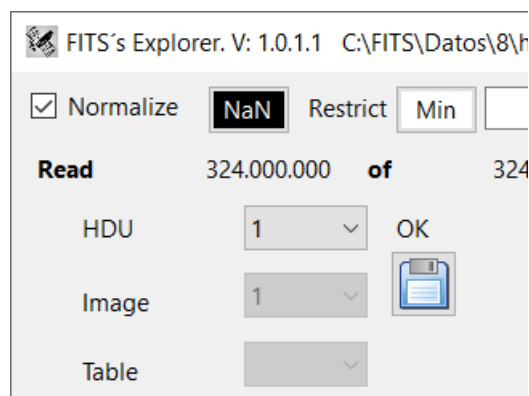 FITS´s Explorer. V: 1.0.1.1 C:\FITS\Datos\8\h
Normalize NaN Restrict Min
Read 324.000.000 of 324
HDU 1 OK
Image 1
Table